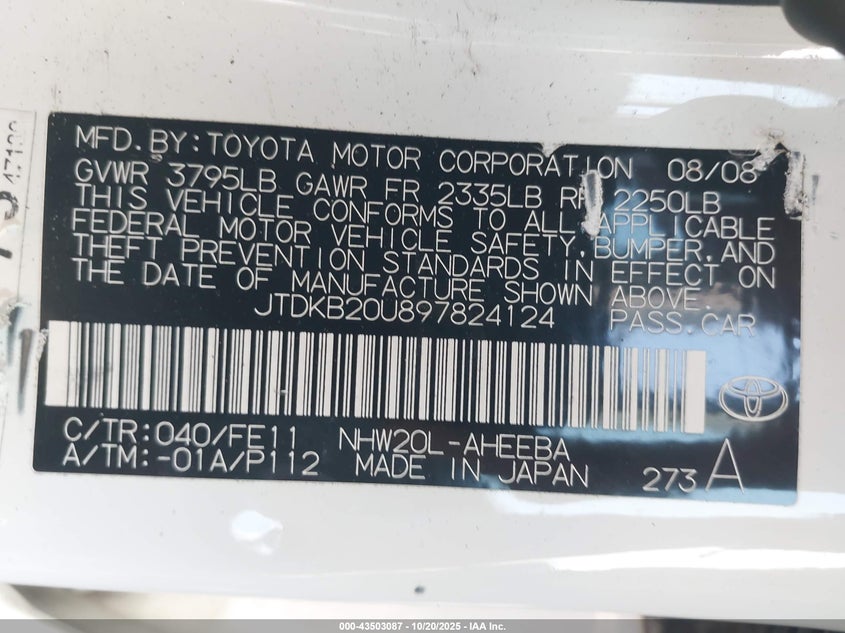 MFD. BY: TOYOTA MOTOR CORPORATION 08/08
GVWR 3795LB GAWR FR 2335LB RR 2250LB
THIS VEHICLE CONFORMS TO ALL APPLICABLE
FEDERAL MOTOR VEHICLE SAFETY, BUMPER, AND
THEFT PREVENTION STANDARDS IN EFFECT ON
THE DATE OF MANUFACTURE SHOWN ABOVE.
JTDKB20U897824124 PASS. CAR
C/TR: 040/FE11 NHW20L-AHEEBA
A/TM: -01A/P112 MADE IN JAPAN 273 A
000-43503087 - 10/20/2025 - IAA Inc.